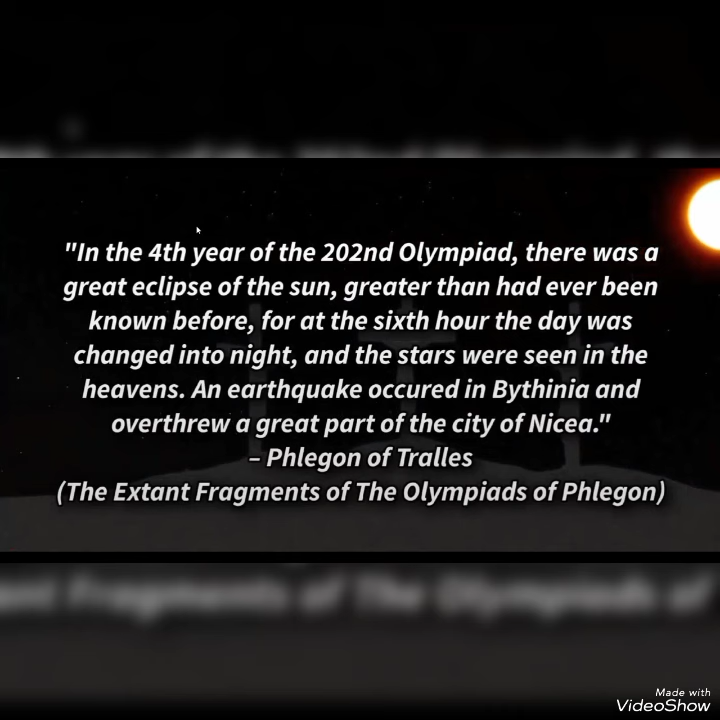 "In the 4th year of the 202nd Olympiad, there was a
great eclipse of the sun, greater than had ever been
known before, for at the sixth hour the day was
changed into night, and the stars were seen in the
heavens. An earthquake occured in Bythinia and
overthrew a great part of the city of Nicea."
– Phlegon of Tralles
(The Extant Fragments of The Olympiads of Phlegon)
Made with
VideoShow